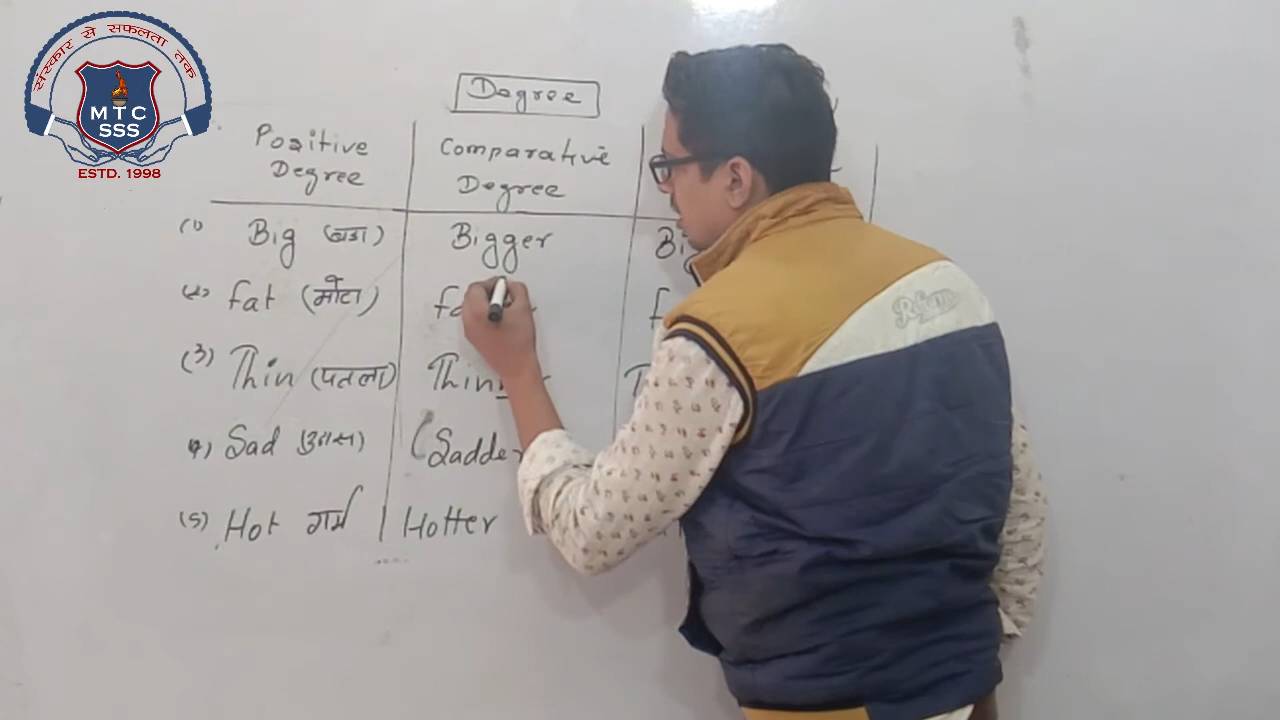 संस्कार से सफलता तक
MTC
SSS
ESTD. 1998
Degree
Positive Degree
Comparative Degree
(1) Big (बडा) Bigger
(2) Fat (मोटा)
(3) Thin (पतला)
(4) Sad (उदास) (Sadder
(5) Hot गर्म Hotter